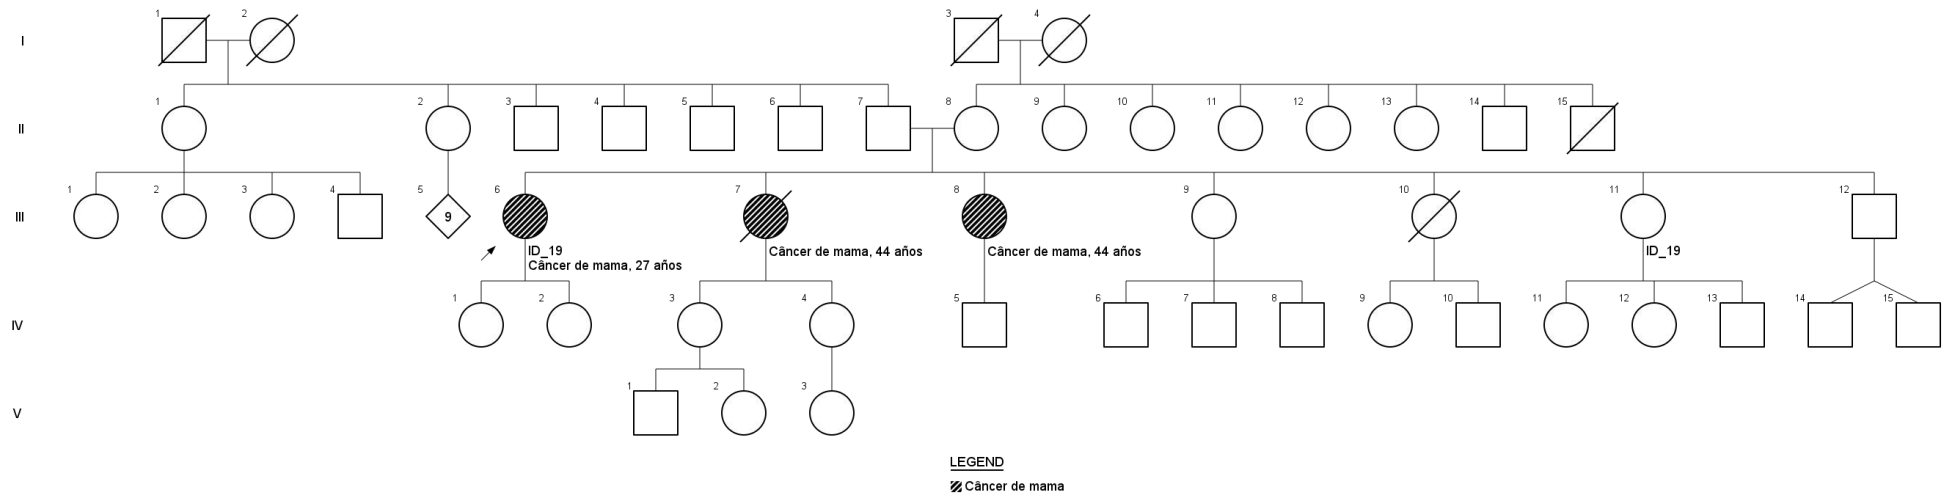 1 2 3 4
I
1 2 3 4 5 6 7 8 9 10 11 12 13 14 15
II
1 2 3 4 5 6 7 8 9 10 11 12
III
9
ID_19
Câncer de mama, 27 años
Câncer de mama, 44 años
Câncer de mama, 44 años
ID_19
1 2 3 4 5 6 7 8 9 10 11 12 13 14 15
IV
1 2 3
V
LEGEND
Câncer de mama